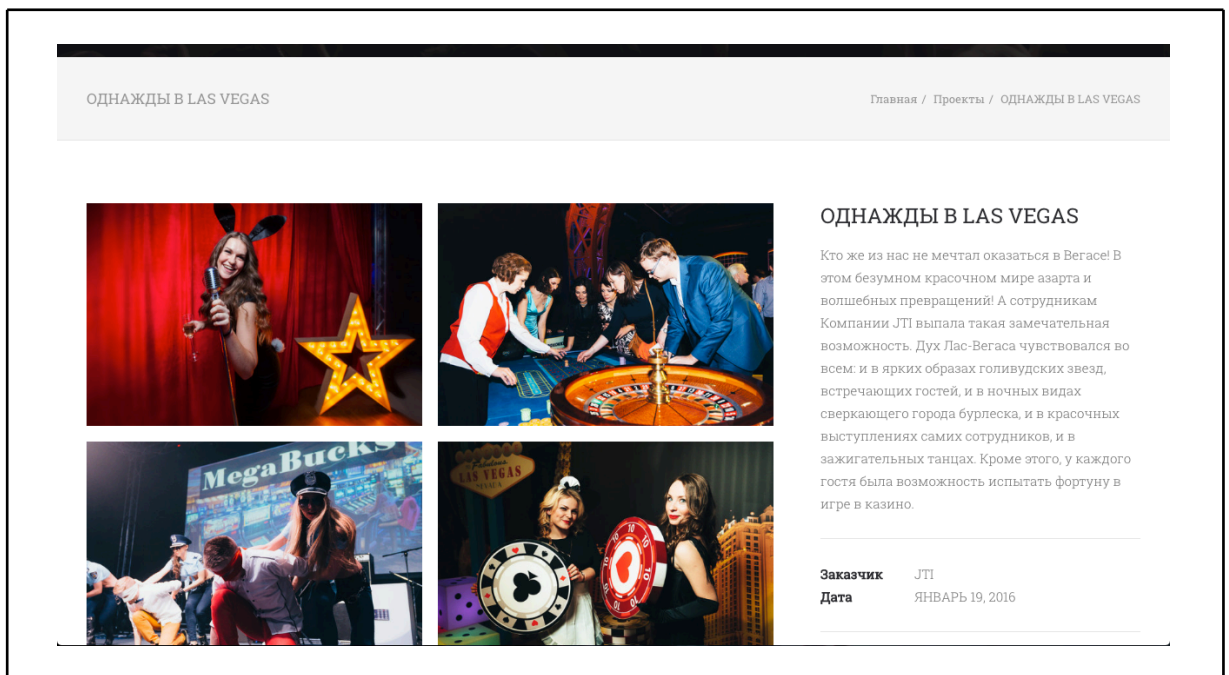 ОДНАЖДЫ В LAS VEGAS
Главная / Проекты / ОДНАЖДЫ В LAS VEGAS
MegaBucks
Fabulous
LAS VEGAS
ОДНАЖДЫ В LAS VEGAS
Кто же из нас не мечтал оказаться в Вегасе! В
этом безумном красочном мире азарта и
волшебных превращений! А сотрудникам
Компании JTI выпала такая замечательная
возможность. Дух Лас-Вегаса чувствовался во
всем: и в ярких образах голивудских звезд,
встречающих гостей, и в ночных видах
сверкающего города бурлеска, и в красочных
выступлениях самих сотрудников, и в
зажигательных танцах. Кроме этого, у каждого
гостя была возможность испытать фортуну в
игре в казино.
Заказчик JTI
Дата ЯНВАРЬ 19, 2016